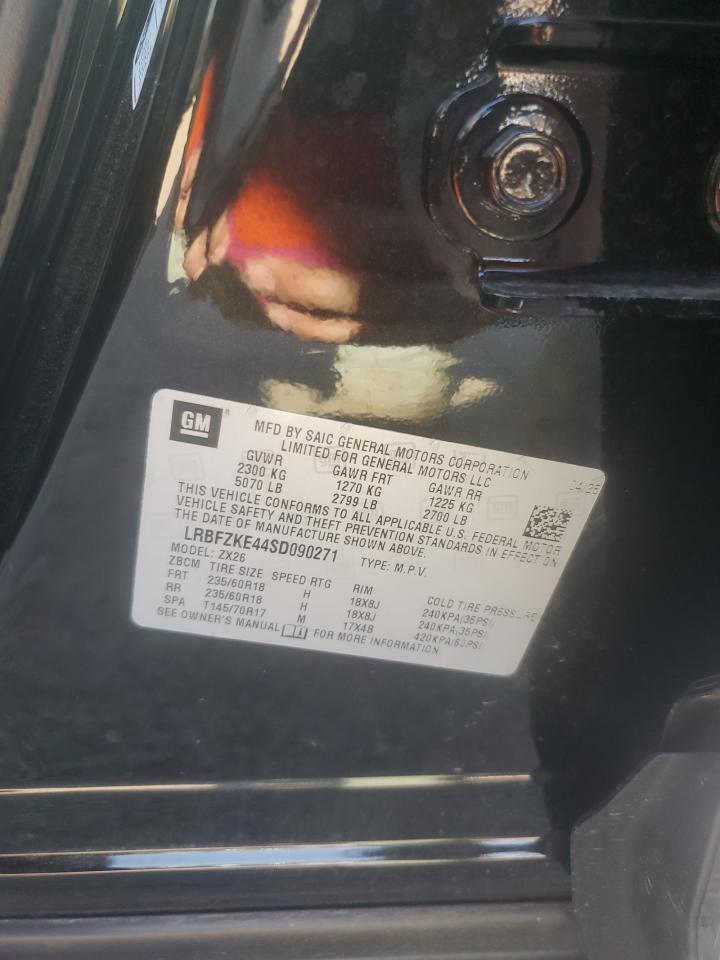 GM
MFD BY SAIC GENERAL MOTORS CORPORATION
LIMITED FOR GENERAL MOTORS LLC
GVWR GAWR FRT GAWR RR
2300 KG 1270 KG 1225 KG
5070 LB 2799 LB 2700 LB
THIS VEHICLE CONFORMS TO ALL APPLICABLE U.S. FEDERAL MOTOR
VEHICLE SAFETY AND THEFT PREVENTION STANDARDS IN EFFECT ON
THE DATE OF MANUFACTURE SHOWN ABOVE.
LRBFZKE44SD090271 TYPE: M.P.V.
MODEL: ZX26
ZBCM TIRE SIZE SPEED RTG RIM COLD TIRE PRESSURE
FRT 235/60R18 H 18X8J 240KPA(35PSI)
RR 235/60R18 H 18X8J 240KPA(35PSI)
SPA T145/70R17 M 17X4B 420KPA(60PSI)
SEE OWNER'S MANUAL FOR MORE INFORMATION